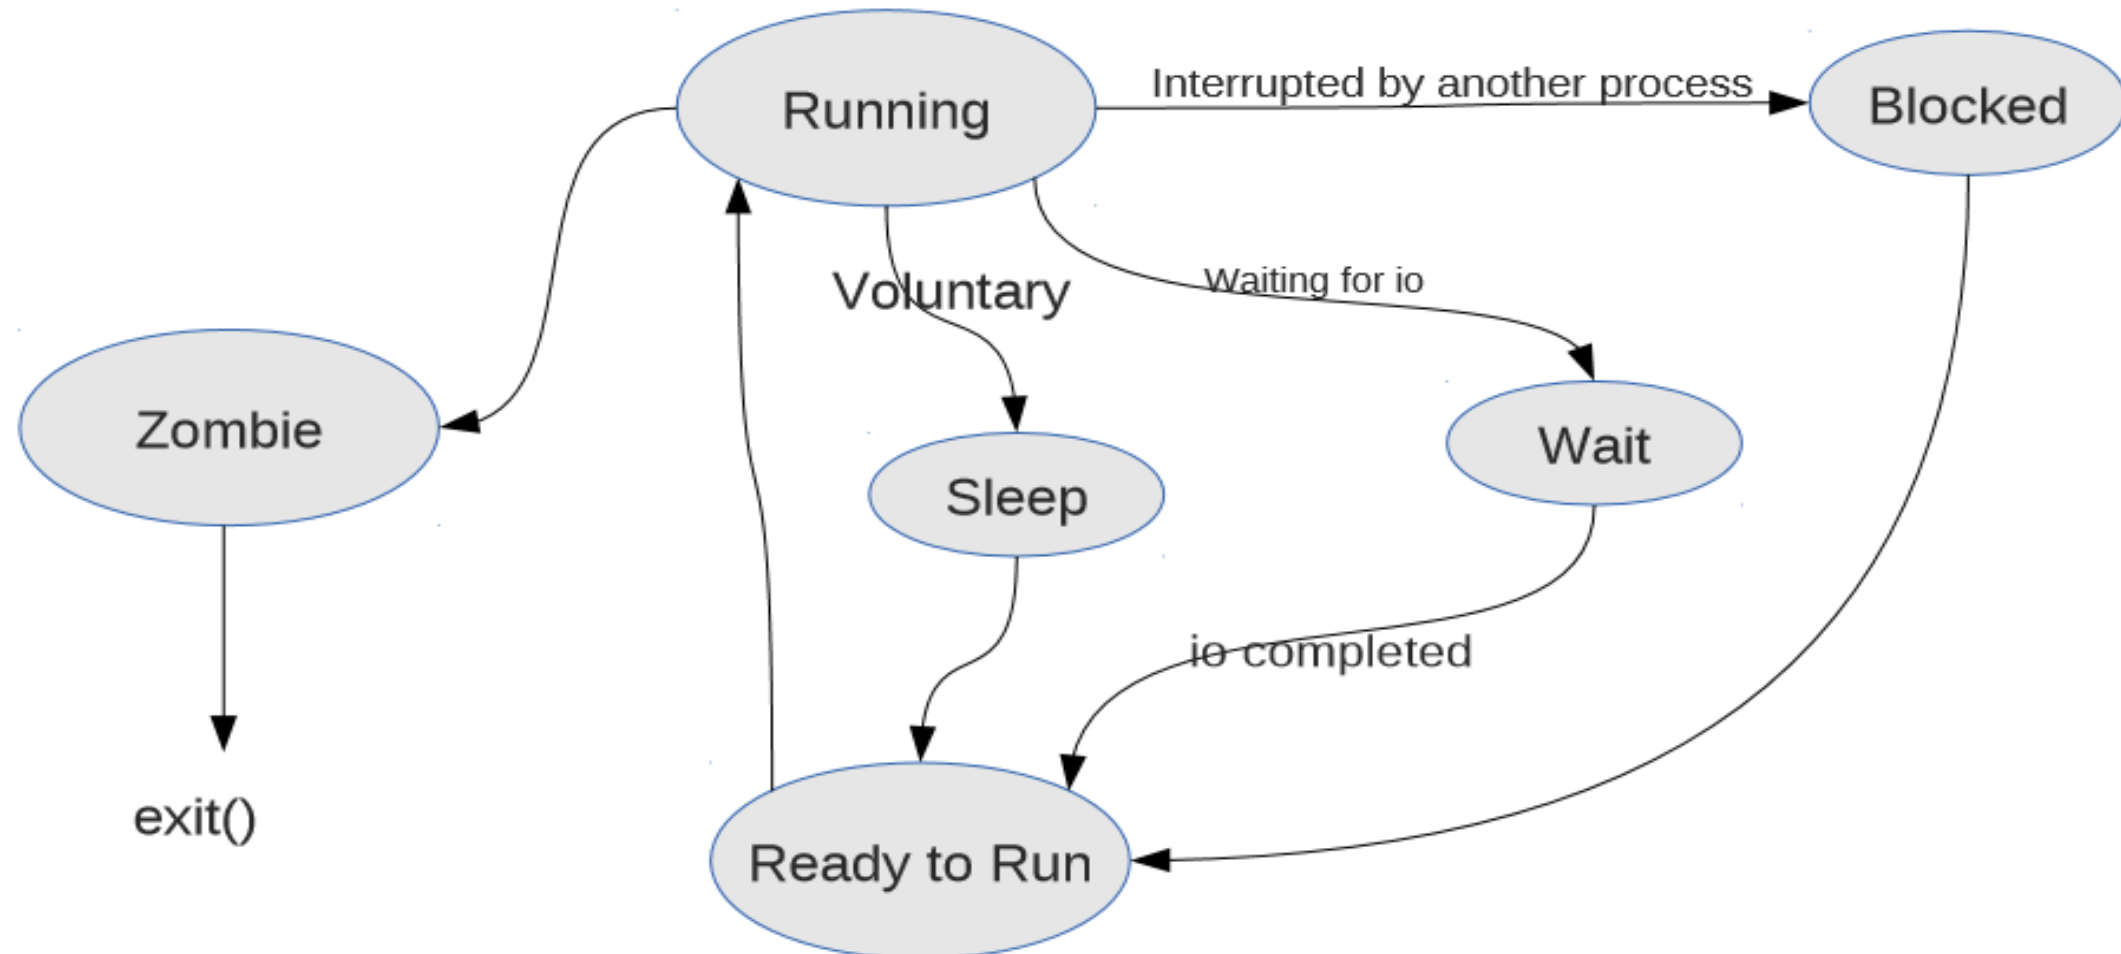 Running
Interrupted by another process
Blocked
Voluntary
Waiting for io
Zombie
Sleep
Wait
io completed
exit()
Ready to Run